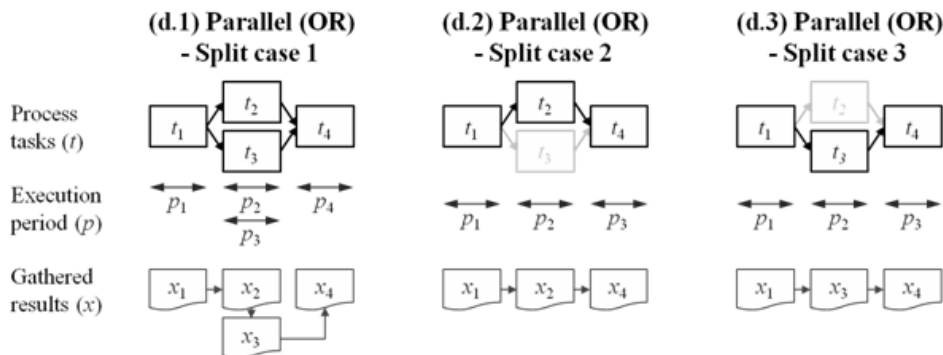 (d.1) Parallel (OR)
- Split case 1
(d.2) Parallel (OR)
- Split case 2
(d.3) Parallel (OR)
- Split case 3
Process
tasks (t)
t1 t2 t3 t4
t1 t2 t3 t4
t1 t2 t3 t4
Execution
period (p)
p1 p2 p4
p3
p1 p2 p3
p1 p2 p3
Gathered
results (x)
x1 x2 x4
x3
x1 x2 x4
x1 x3 x4